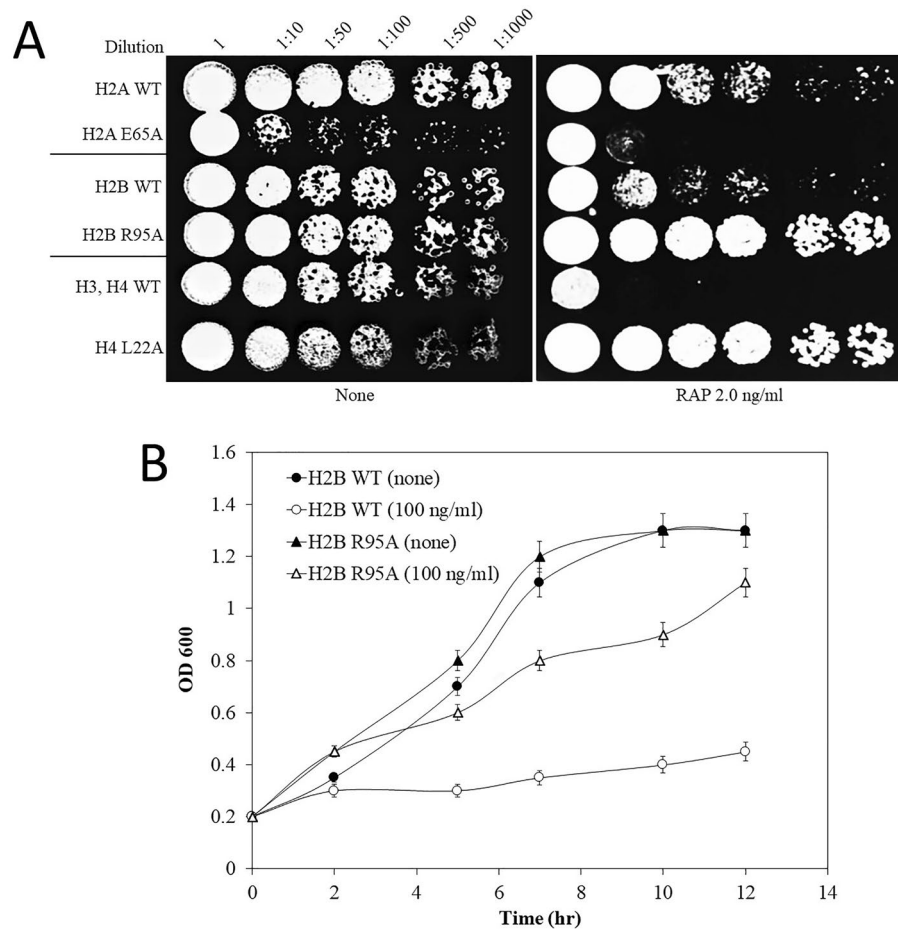 A
Dilution
1
1:10
1:50
1:100
1:500
1:1000
H2A WT
H2A E65A
H2B WT
H2B R95A
H3, H4 WT
H4 L22A
None
RAP 2.0 ng/ml
B
1.6
1.4
1.2
1
0.8
0.6
0.4
0.2
0
OD 600
H2B WT (none)
H2B WT (100 ng/ml)
H2B R95A (none)
H2B R95A (100 ng/ml)
0
2
4
6
8
10
12
14
Time (hr)